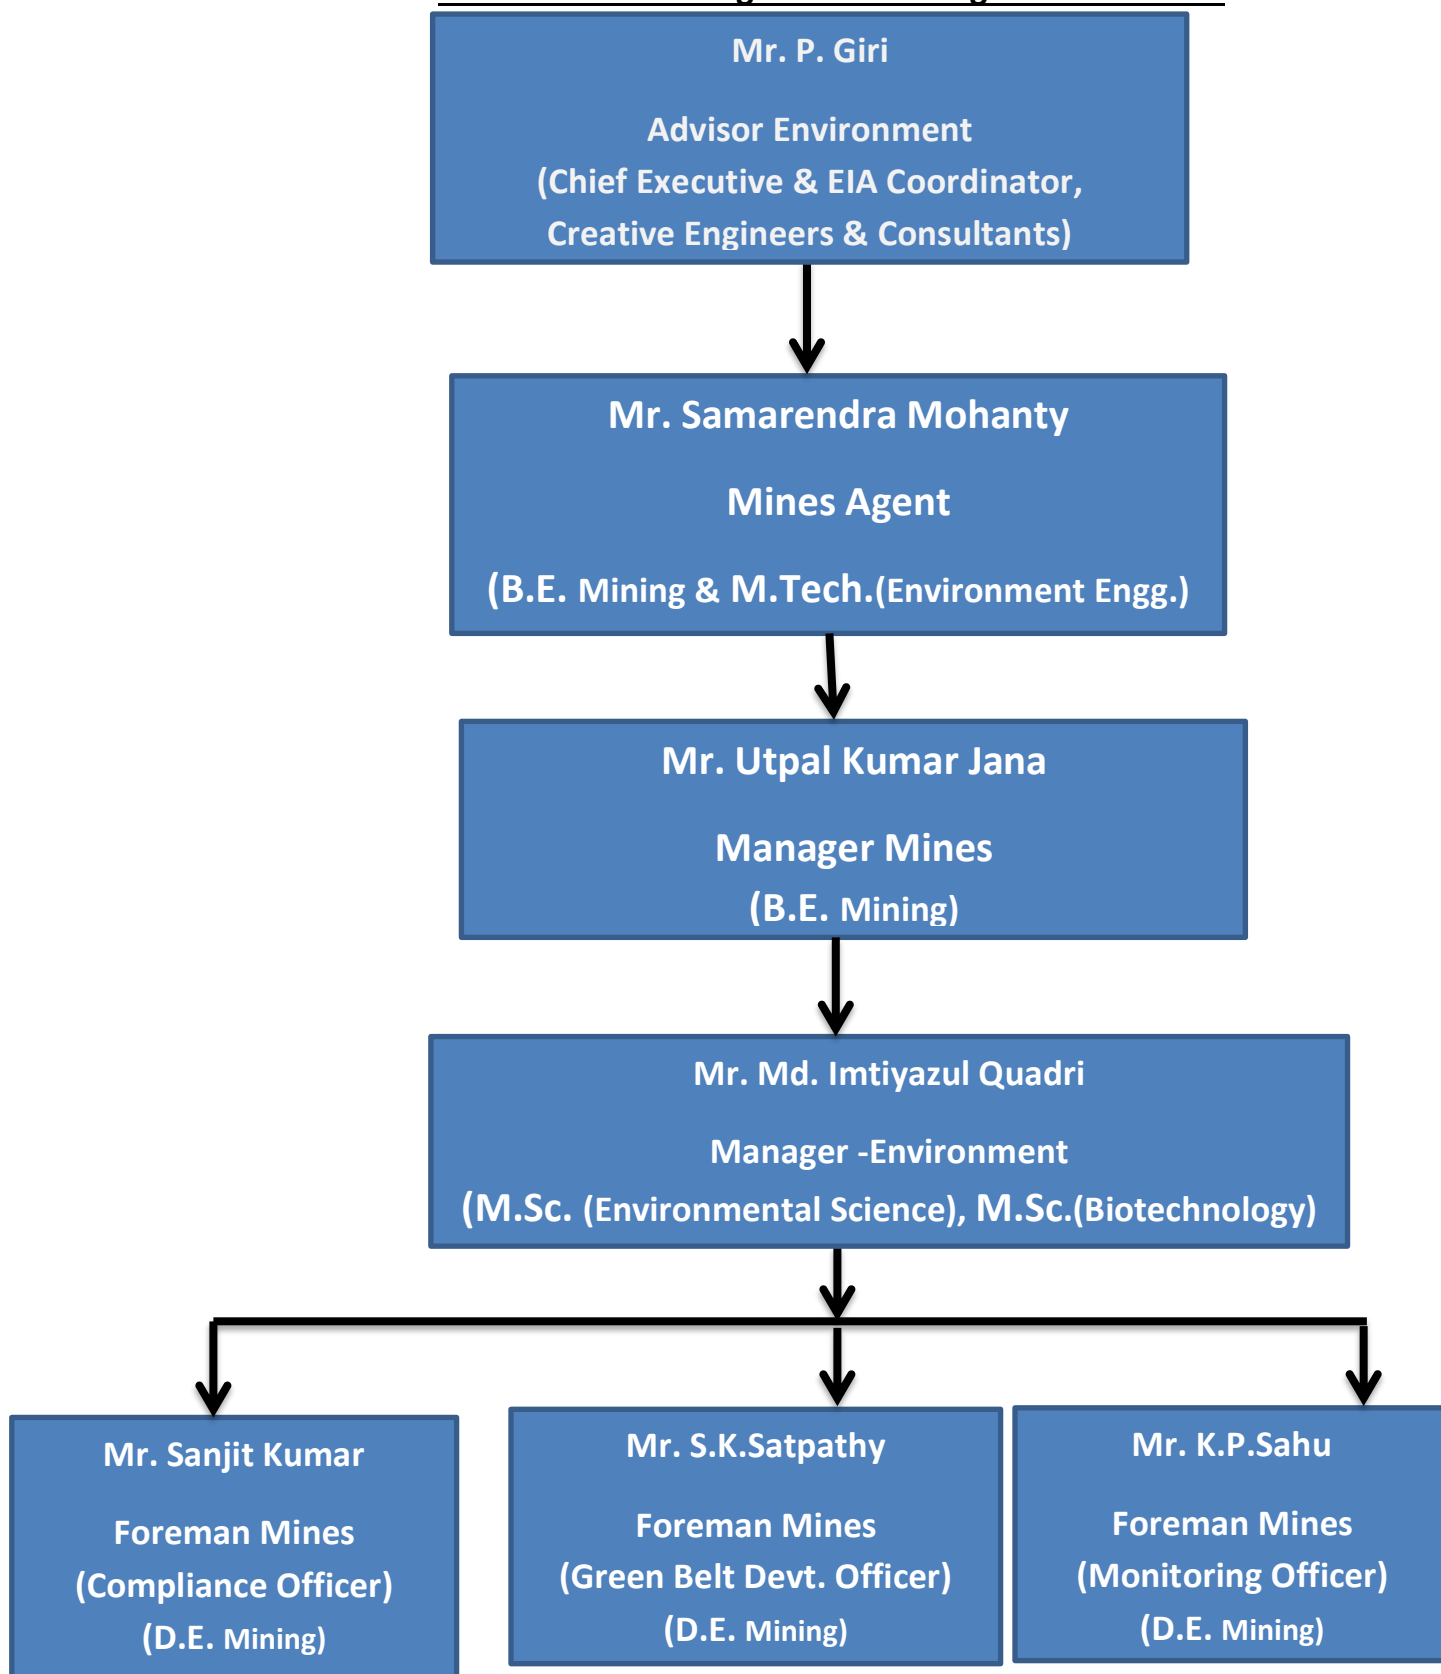 Mr. P. Giri
Advisor Environment
(Chief Executive & EIA Coordinator,
Creative Engineers & Consultants)
Mr. Samarendra Mohanty
Mines Agent
(B.E. Mining & M.Tech.(Environment Engg.)
Mr. Utpal Kumar Jana
Manager Mines
(B.E. Mining)
Mr. Md. Imtiyazul Quadri
Manager -Environment
(M.Sc. (Environmental Science), M.Sc.(Biotechnology)
Mr. Sanjit Kumar
Foreman Mines
(Compliance Officer)
(D.E. Mining)
Mr. S.K.Satpathy
Foreman Mines
(Green Belt Devt. Officer)
(D.E. Mining)
Mr. K.P.Sahu
Foreman Mines
(Monitoring Officer)
(D.E. Mining)